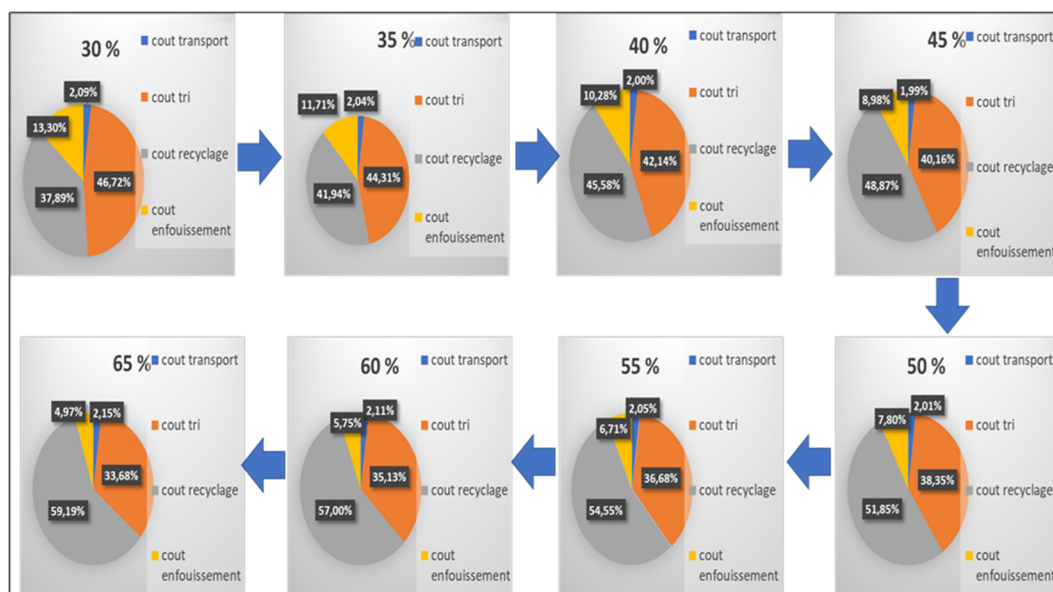 30 %
cout transport
2,09%
cout tri
13,30%
cout recyclage
46,72%
37,89%
cout
enfouissement
35 %
cout transport
11,71%
2,04%
cout tri
cout recyclage
44,31%
41,94%
cout
enfouissement
40 %
cout transport
2,00%
10,28%
cout tri
42,14%
cout recyclage
45,58%
cout
enfouissement
45 %
cout transport
1,99%
8,98%
cout tri
40,16%
cout recyclage
48,87%
cout
enfouissement
65 %
cout transport
4,97%
2,15%
cout tri
33,68%
cout recyclage
59,19%
cout
enfouissement
60 %
cout transport
2,11%
5,75%
cout tri
35,13%
cout recyclage
57,00%
cout
enfouissement
55 %
cout transport
2,05%
6,71%
cout tri
36,68%
cout recyclage
54,55%
cout
enfouissement
50 %
cout transport
2,01%
7,80%
cout tri
38,35%
cout recyclage
51,85%
cout
enfouissement